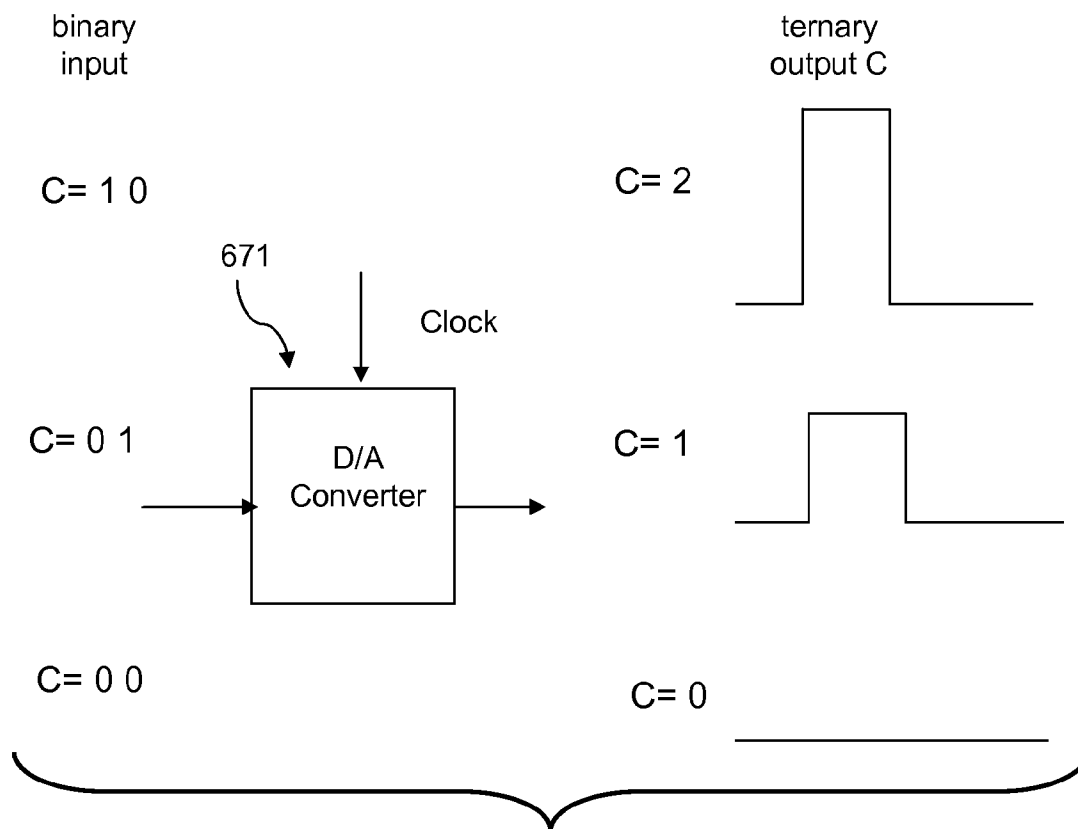 binary
input
ternary
output C
C= 1 0
C= 2
671
Clock
C= 0 1
C= 1
D/A
Converter
C= 0 0
C= 0